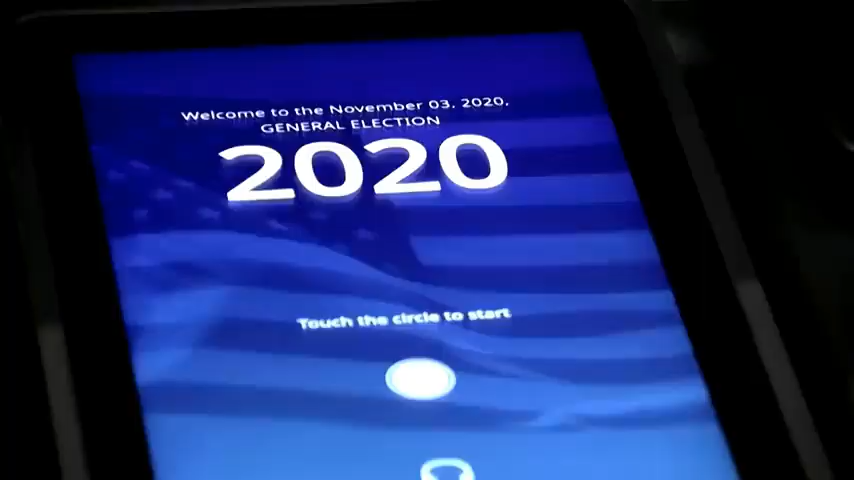 Welcome to the November 03, 2020,
GENERAL ELECTION
2020
Touch the circle to start